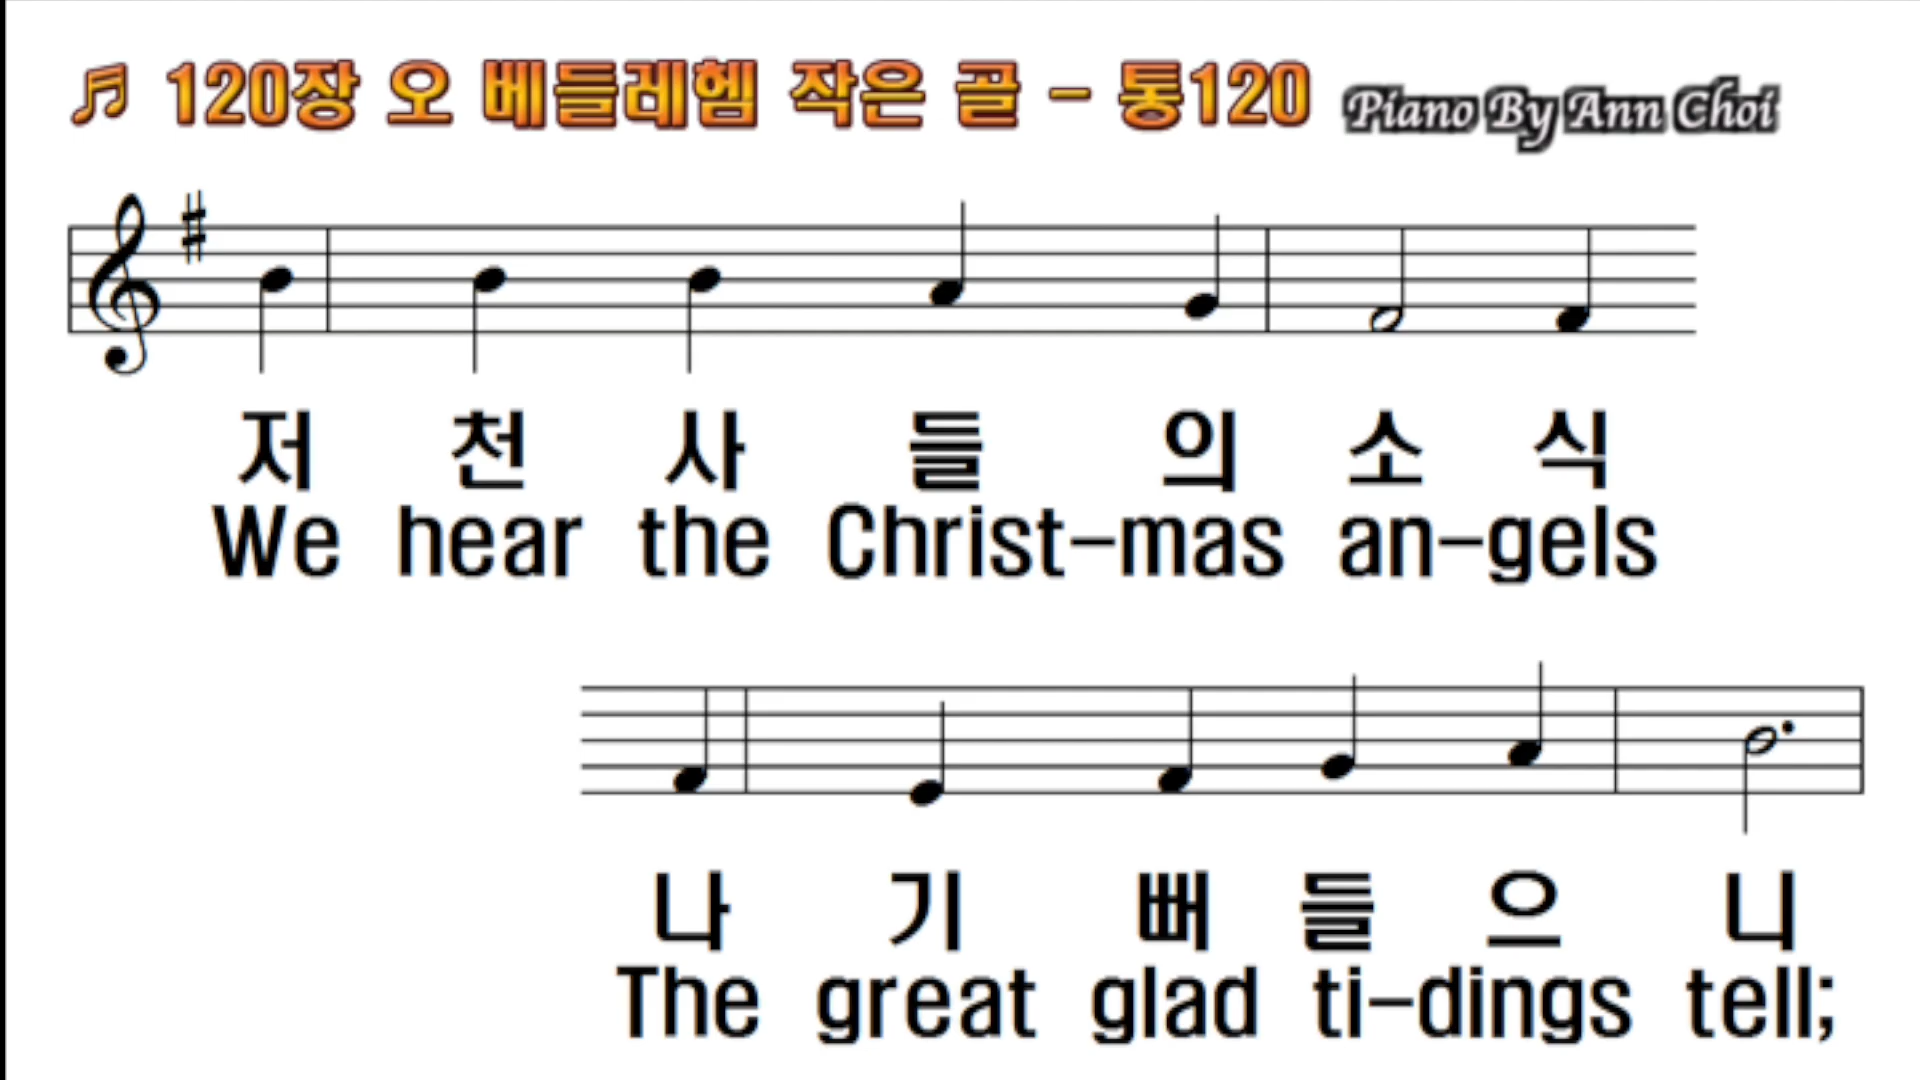 ♬ 120장 오 베들레헴 작은 골 - 통120 Piano By Ann Choi
저 천 사 들 의 소 식
We hear the Christ-mas an-gels
나 기 뻐 들 으 니
The great glad ti-dings tell;